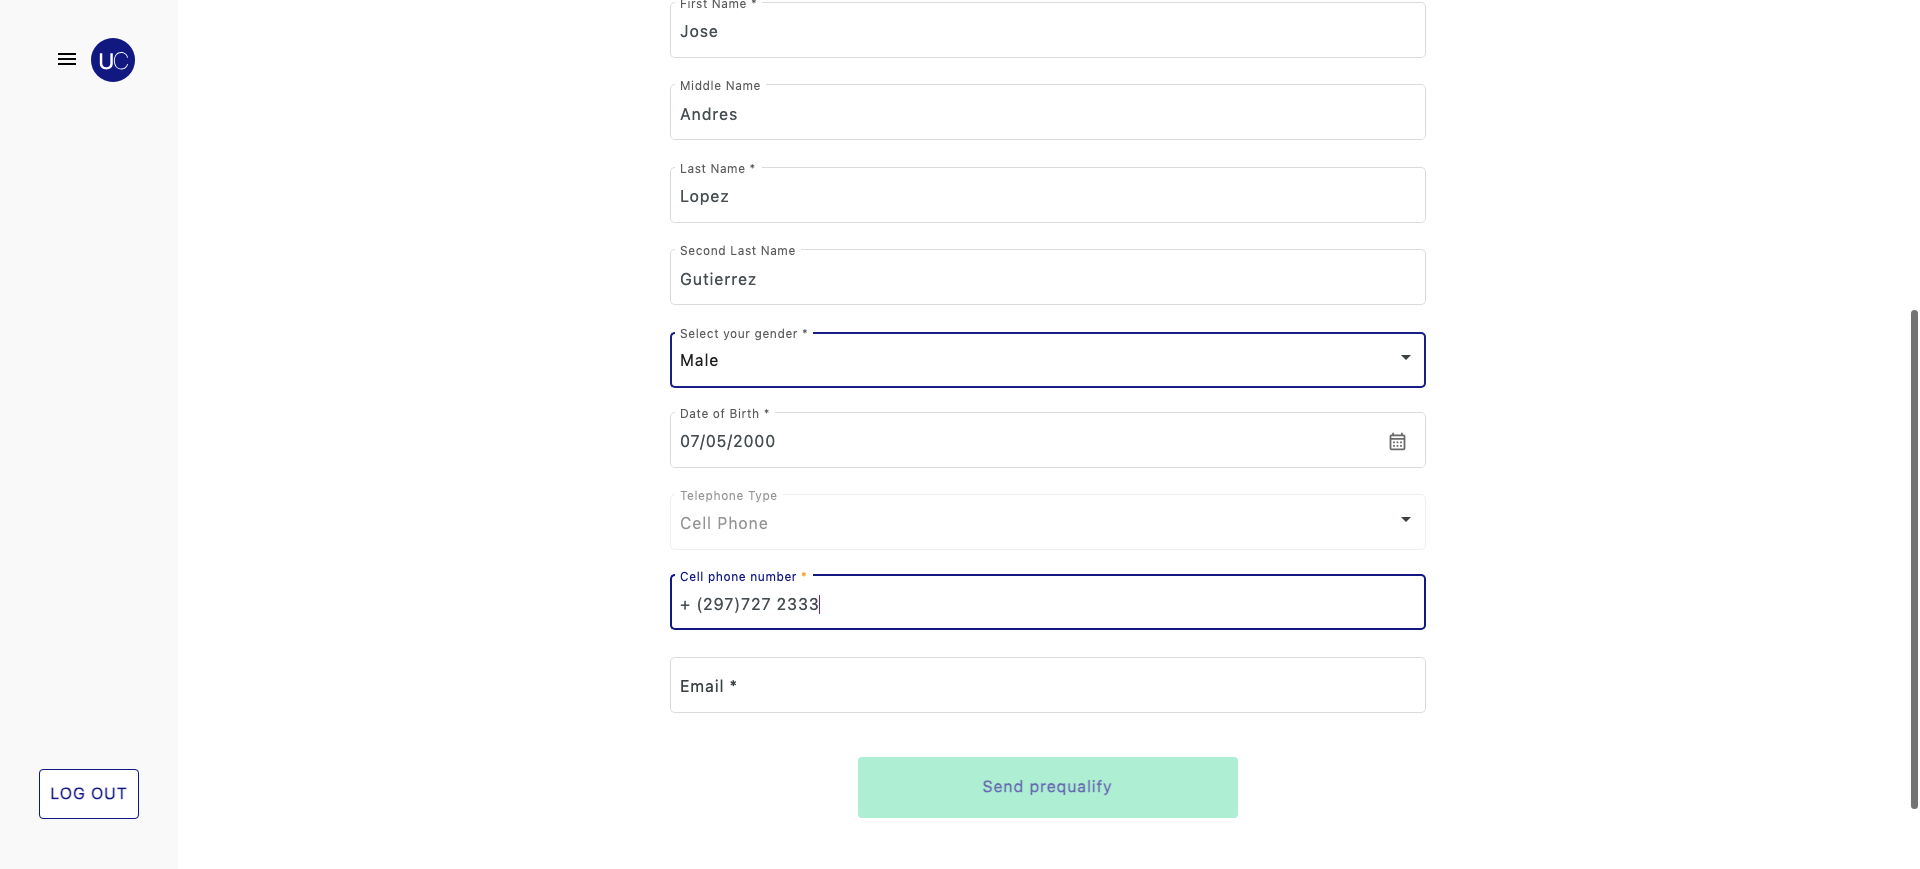 First Name *
Jose
UC
Middle Name
Andres
Last Name *
Lopez
Second Last Name
Gutierrez
Select your gender *
Male
Date of Birth *
07/05/2000
Telephone Type
Cell Phone
Cell phone number *
+ (297)727 2333
Email *
Send prequalify
LOG OUT